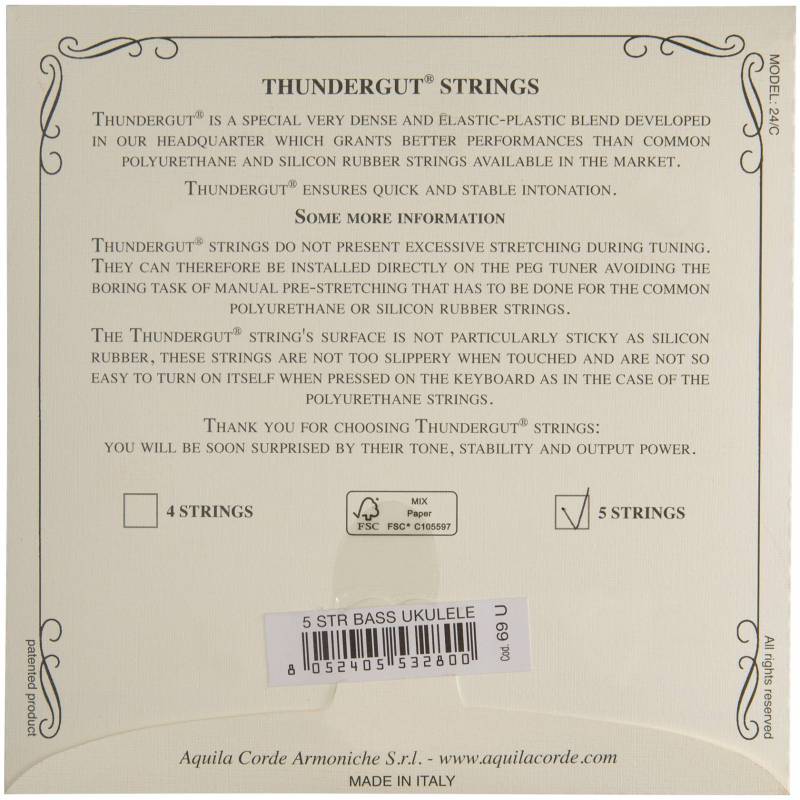 THUNDERGUT® STRINGS
MODEL: 24/C
THUNDERGUT® IS A SPECIAL VERY DENSE AND ELASTIC-PLASTIC BLEND DEVELOPED
IN OUR HEADQUARTER WHICH GRANTS BETTER PERFORMANCES THAN COMMON
POLYURETHANE AND SILICON RUBBER STRINGS AVAILABLE IN THE MARKET.
THUNDERGUT® ENSURES QUICK AND STABLE INTONATION.
SOME MORE INFORMATION
THUNDERGUT® STRINGS DO NOT PRESENT EXCESSIVE STRETCHING DURING TUNING.
THEY CAN THEREFORE BE INSTALLED DIRECTLY ON THE PEG TUNER AVOIDING THE
BORING TASK OF MANUAL PRE-STRETCHING THAT HAS TO BE DONE FOR THE COMMON
POLYURETHANE OR SILICON RUBBER STRINGS.
THE THUNDERGUT® STRING'S SURFACE IS NOT PARTICULARLY STICKY AS SILICON
RUBBER, THESE STRINGS ARE NOT TOO SLIPPERY WHEN TOUCHED AND ARE NOT SO
EASY TO TURN ON ITSELF WHEN PRESSED ON THE KEYBOARD AS IN THE CASE OF THE
POLYURETHANE STRINGS.
THANK YOU FOR CHOOSING THUNDERGUT® STRINGS:
YOU WILL BE SOON SURPRISED BY THEIR TONE, STABILITY AND OUTPUT POWER.
4 STRINGS
FSC
MIX
Paper
FSC® C105597
5 STRINGS
5 STR BASS UKULELE
8 052405 532800
Cod. 69 U
patented product
All rights reserved
Aquila Corde Armoniche S.r.l. - www.aquilacorde.com
MADE IN ITALY